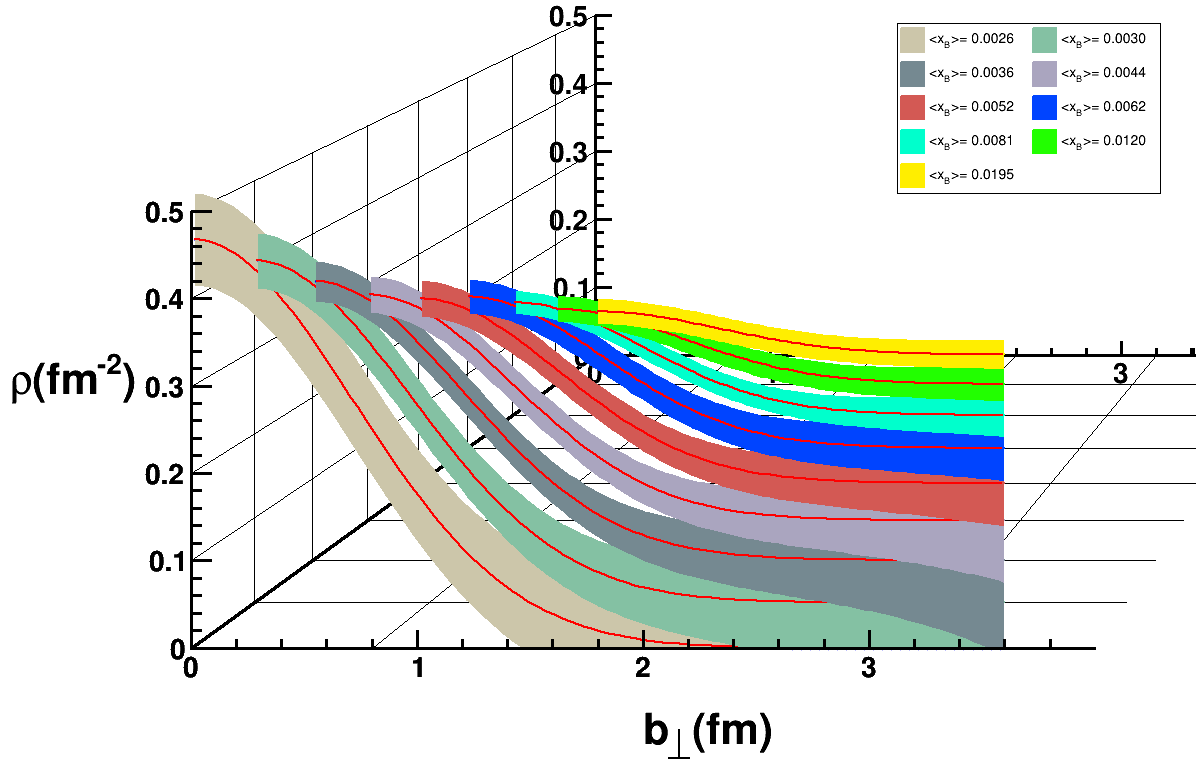 0.5
0.4
0.3
0.2
0.1
0
<x_B>= 0.0026
<x_B>= 0.0030
<x_B>= 0.0036
<x_B>= 0.0044
<x_B>= 0.0052
<x_B>= 0.0062
<x_B>= 0.0081
<x_B>= 0.0120
<x_B>= 0.0195
0.5
0.4
0.3
0.2
0.1
0
ρ(fm⁻²)
0
3
0
1
2
3
b⊥(fm)